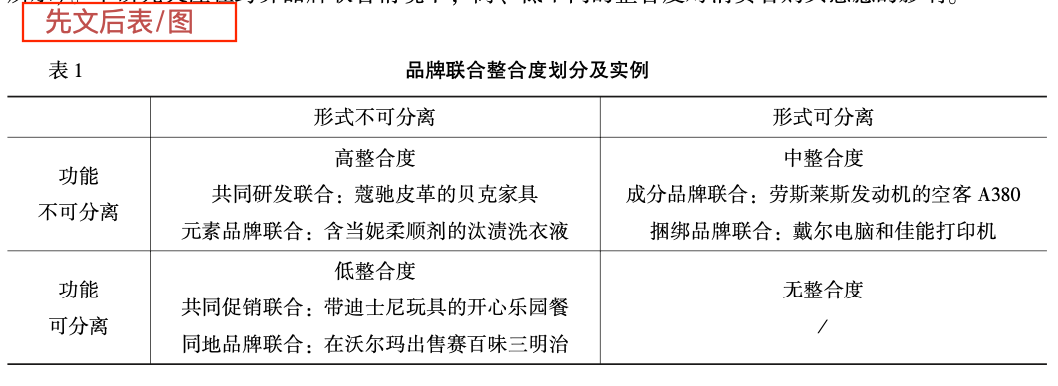 先文后表/图
表 1 品牌联合整合度划分及实例
形式不可分离 形式可分离
功能
不可分离
高整合度
共同研发联合：蔻驰皮革的贝克家具
元素品牌联合：含当妮柔顺剂的汰渍洗衣液
中整合度
成分品牌联合：劳斯莱斯发动机的空客 A380
捆绑品牌联合：戴尔电脑和佳能打印机
功能
可分离
低整合度
共同促销联合：带迪士尼玩具的开心乐园餐
同地品牌联合：在沃尔玛出售赛百味三明治
无整合度
/